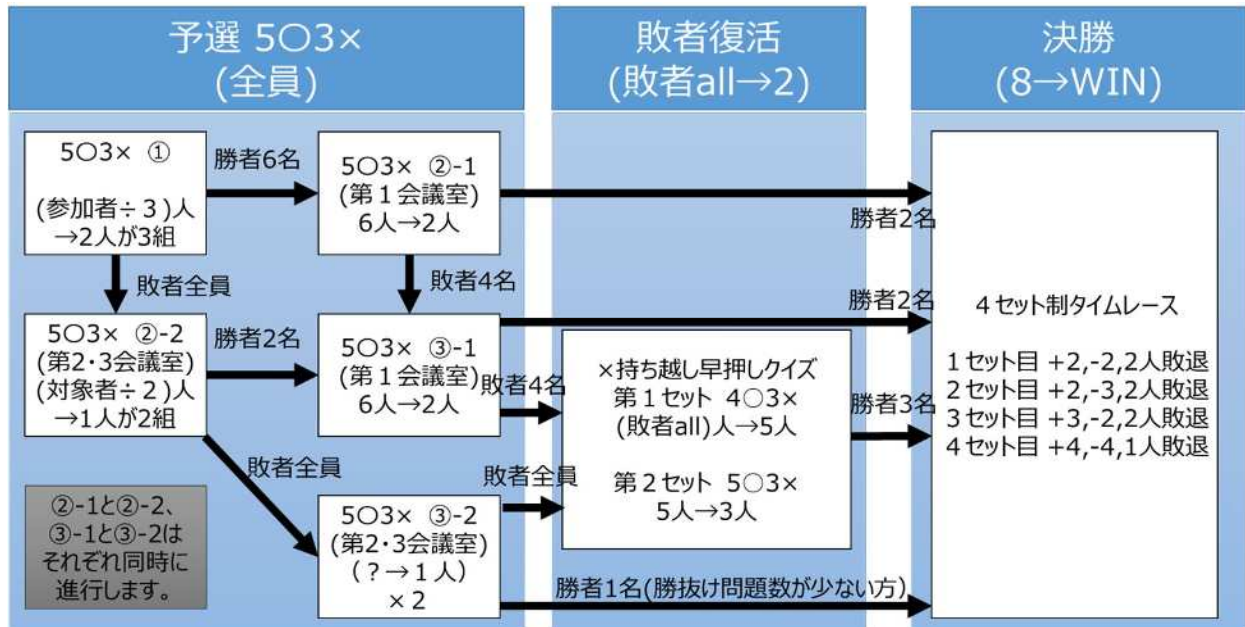 予選 5○3×
(全員)
敗者復活
(敗者all→2)
決勝
(8→WIN)
5○3× ①
(参加者÷3)人
→2人が3組
勝者6名
5○3× ②-1
(第1会議室)
6人→2人
勝者2名
敗者全員
敗者4名
5○3× ②-2
(第2・3会議室)
(対象者÷2)人
→1人が2組
勝者2名
5○3× ③-1
(第1会議室)
6人→2人
勝者2名
敗者4名
×持ち越し早押しクイズ
第1セット 4○3×
(敗者all)人→5人
第2セット 5○3×
5人→3人
勝者3名
4セット制タイムレース
1セット目 +2,-2,2人敗退
2セット目 +2,-3,2人敗退
3セット目 +3,-2,2人敗退
4セット目 +4,-4,1人敗退
敗者全員
敗者全員
②-1と②-2、
③-1と③-2は
それぞれ同時に
進行します。
5○3× ③-2
(第2・3会議室)
(?→1人)
×2
勝者1名(勝抜け問題数が少ない方)